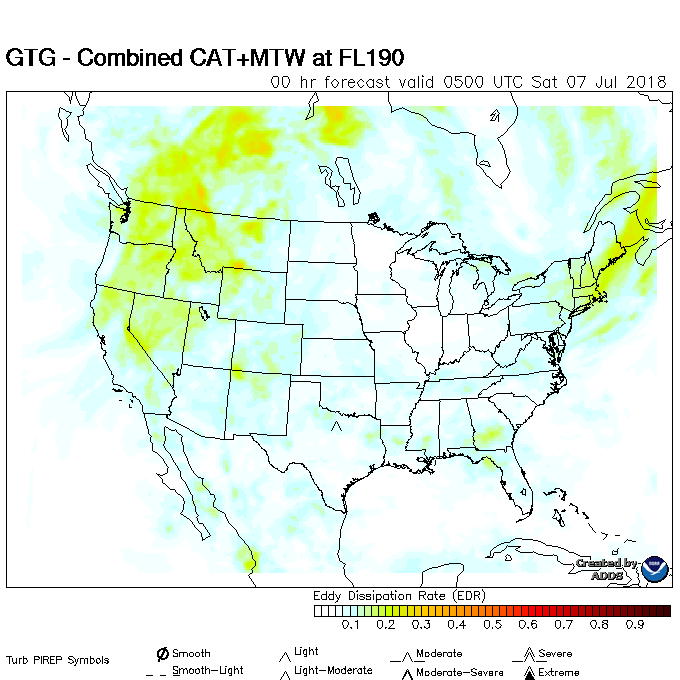 GTG - Combined CAT+MTW at FL190
00 hr forecast valid 0500 UTC Sat 07 Jul 2018
Created by
ADDS
Eddy Dissipation Rate (EDR)
0.1 0.2 0.3 0.4 0.5 0.6 0.7 0.8 0.9
Turb PIREP Symbols
Smooth Light Moderate Severe
Smooth-Light Light-Moderate Moderate-Severe Extreme